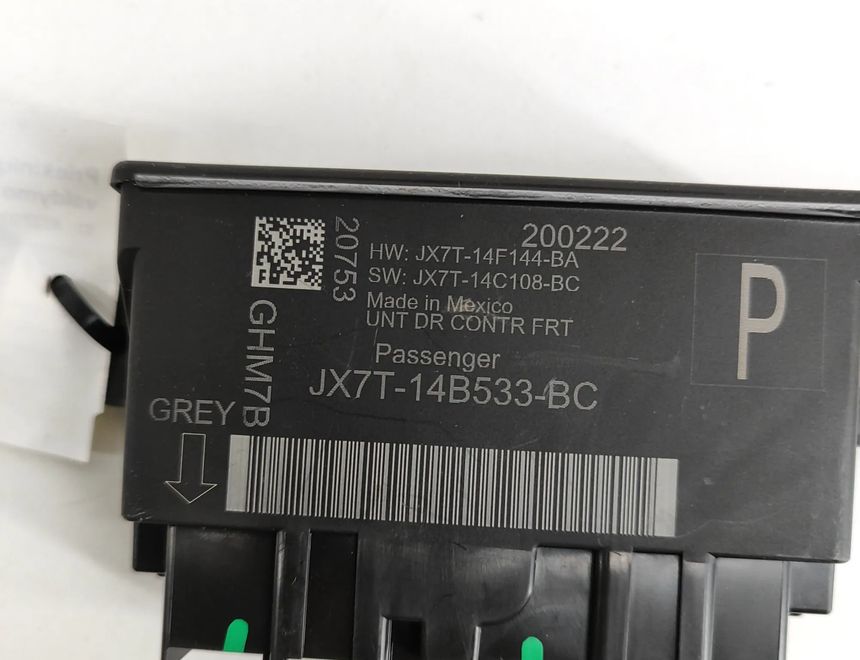 200222
20753
HW: JX7T-14F144-BA
SW: JX7T-14C108-BC
Made in Mexico
UNT DR CONTR FRT
Passenger
JX7T-14B533-BC
P
GHM7B
GREY